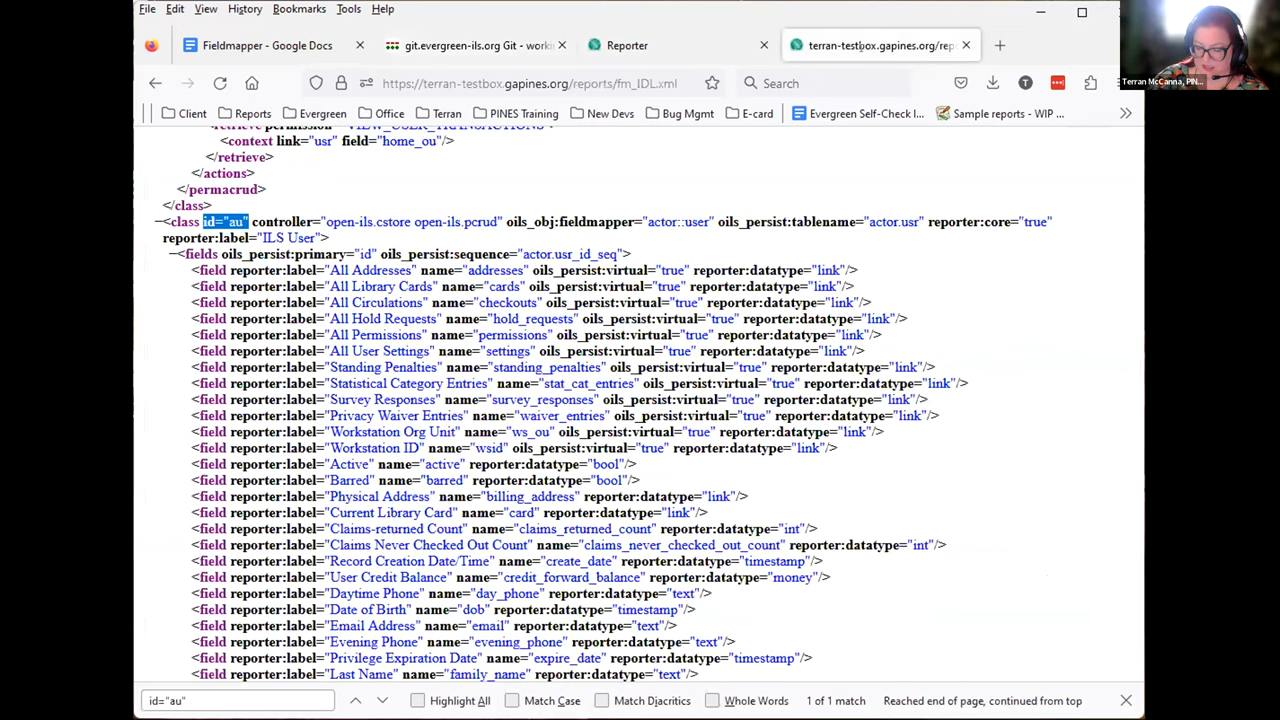 File Edit View History Bookmarks Tools Help
Fieldmapper - Google Docs
git.evergreen-ils.org Git - worki
Reporter
terran-testbox.gapines.org/rep
https://terran-testbox.gapines.org/reports/fm_IDL.xml
Search
Client Reports Evergreen Office Terran PINES Training New Devs Bug Mgmt E-card Evergreen Self-Check I... Sample reports - WIP ...
Terran McCanna, PIN...
<retrieve permission="VIEW_USER_TRANSACTIONS">
<context link="usr" field="home_ou"/>
</retrieve>
</actions>
</permacrud>
</class>
−<class id="au" controller="open-ils.cstore open-ils.pcrud" oils_obj:fieldmapper="actor::user" oils_persist:tablename="actor.usr" reporter:core="true"
reporter:label="ILS User">
−<fields oils_persist:primary="id" oils_persist:sequence="actor.usr_id_seq">
<field reporter:label="All Addresses" name="addresses" oils_persist:virtual="true" reporter:datatype="link"/>
<field reporter:label="All Library Cards" name="cards" oils_persist:virtual="true" reporter:datatype="link"/>
<field reporter:label="All Circulations" name="checkouts" oils_persist:virtual="true" reporter:datatype="link"/>
<field reporter:label="All Hold Requests" name="hold_requests" oils_persist:virtual="true" reporter:datatype="link"/>
<field reporter:label="All Permissions" name="permissions" oils_persist:virtual="true" reporter:datatype="link"/>
<field reporter:label="All User Settings" name="settings" oils_persist:virtual="true" reporter:datatype="link"/>
<field reporter:label="Standing Penalties" name="standing_penalties" oils_persist:virtual="true" reporter:datatype="link"/>
<field reporter:label="Statistical Category Entries" name="stat_cat_entries" oils_persist:virtual="true" reporter:datatype="link"/>
<field reporter:label="Survey Responses" name="survey_responses" oils_persist:virtual="true" reporter:datatype="link"/>
<field reporter:label="Privacy Waiver Entries" name="waiver_entries" oils_persist:virtual="true" reporter:datatype="link"/>
<field reporter:label="Workstation Org Unit" name="ws_ou" oils_persist:virtual="true" reporter:datatype="link"/>
<field reporter:label="Workstation ID" name="wsid" oils_persist:virtual="true" reporter:datatype="link"/>
<field reporter:label="Active" name="active" reporter:datatype="bool"/>
<field reporter:label="Barred" name="barred" reporter:datatype="bool"/>
<field reporter:label="Physical Address" name="billing_address" reporter:datatype="link"/>
<field reporter:label="Current Library Card" name="card" reporter:datatype="link"/>
<field reporter:label="Claims-returned Count" name="claims_returned_count" reporter:datatype="int"/>
<field reporter:label="Claims Never Checked Out Count" name="claims_never_checked_out_count" reporter:datatype="int"/>
<field reporter:label="Record Creation Date/Time" name="create_date" reporter:datatype="timestamp"/>
<field reporter:label="User Credit Balance" name="credit_forward_balance" reporter:datatype="money"/>
<field reporter:label="Daytime Phone" name="day_phone" reporter:datatype="text"/>
<field reporter:label="Date of Birth" name="dob" reporter:datatype="timestamp"/>
<field reporter:label="Email Address" name="email" reporter:datatype="text"/>
<field reporter:label="Evening Phone" name="evening_phone" reporter:datatype="text"/>
<field reporter:label="Privilege Expiration Date" name="expire_date" reporter:datatype="timestamp"/>
<field reporter:label="Last Name" name="family_name" reporter:datatype="text"/>
id="au" Highlight All Match Case Match Diacritics Whole Words 1 of 1 match Reached end of page, continued from top